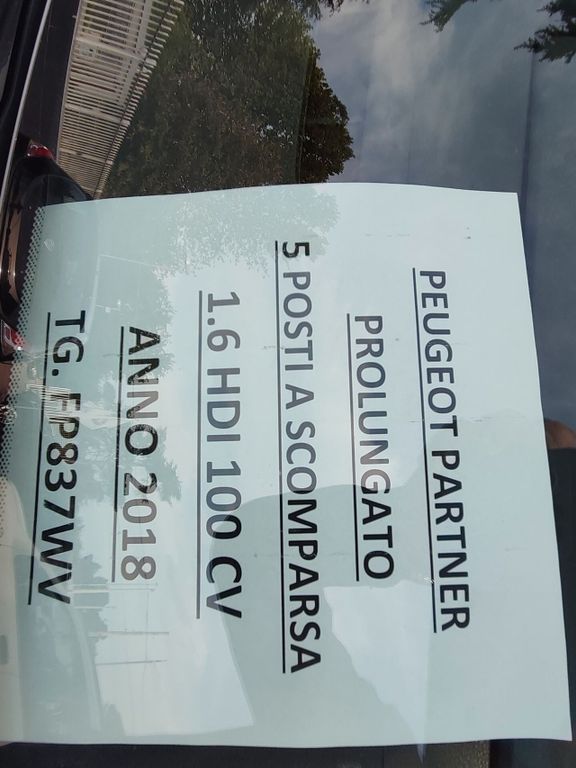 PEUGEOT PARTNER
PROLUNGATO
5 POSTI A SCOMPARSA
1.6 HDI 100 CV
ANNO 2018
TG. FP837WV